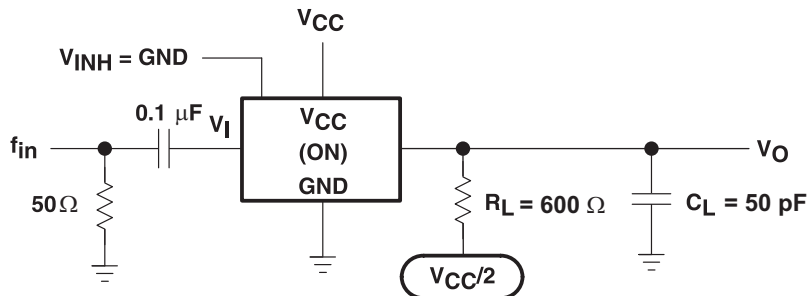 VCC
VINH = GND
0.1 μF
VI
VCC
(ON)
GND
fin
VO
50Ω
RL = 600 Ω
CL = 50 pF
VCC/2